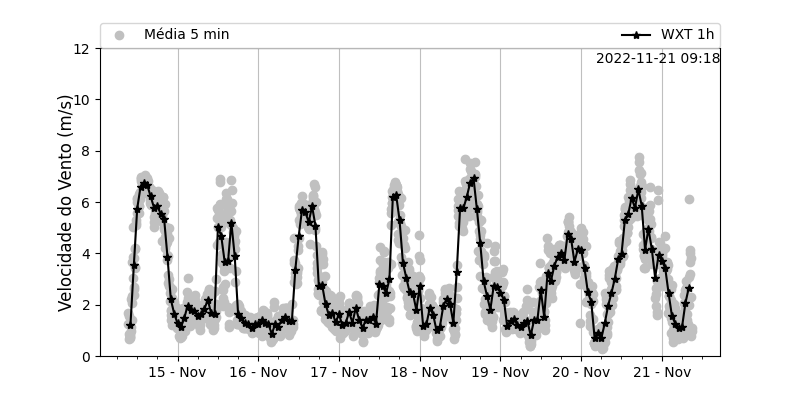 Média 5 min
WXT 1h
2022-11-21 09:18
Velocidade do Vento (m/s)
12
10
8
6
4
2
0
15 - Nov
16 - Nov
17 - Nov
18 - Nov
19 - Nov
20 - Nov
21 - Nov